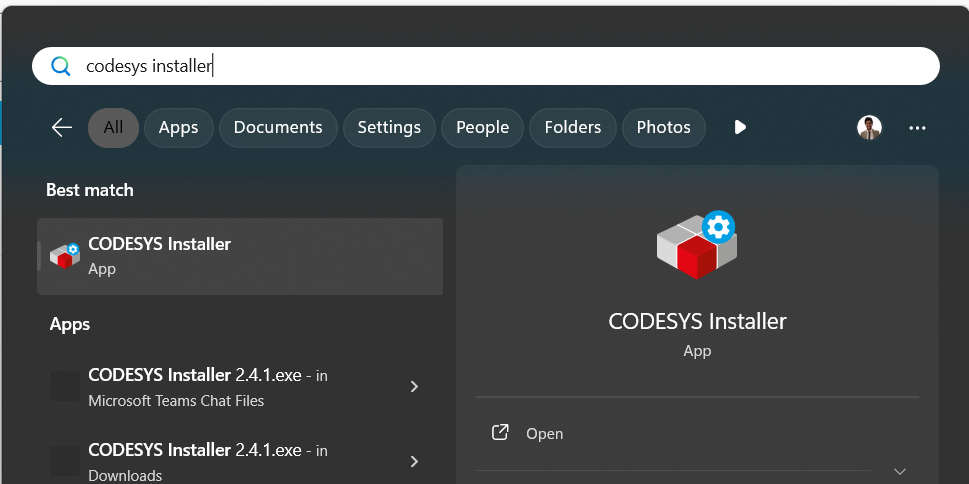 codesys installer
All Apps Documents Settings People Folders Photos
Best match
CODESYS Installer
App
Apps
CODESYS Installer 2.4.1.exe - in
Microsoft Teams Chat Files
CODESYS Installer 2.4.1.exe - in
Downloads
CODESYS Installer
App
Open